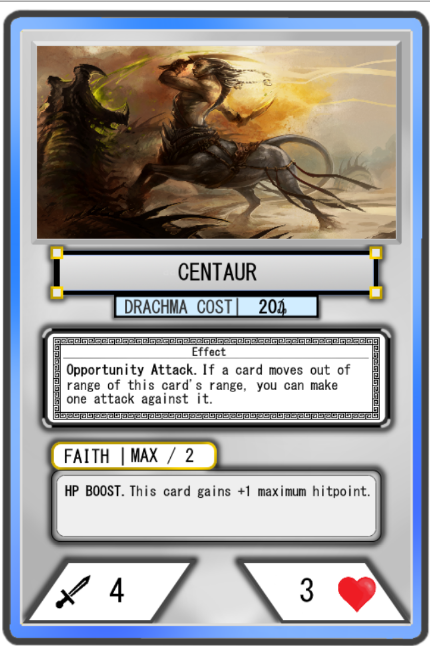 CENTAUR
DRACHMA COST| 20₯
Effect
Opportunity Attack. If a card moves out of
range of this card's range, you can make
one attack against it.
FAITH |MAX / 2
HP BOOST. This card gains +1 maximum hitpoint.
4
3